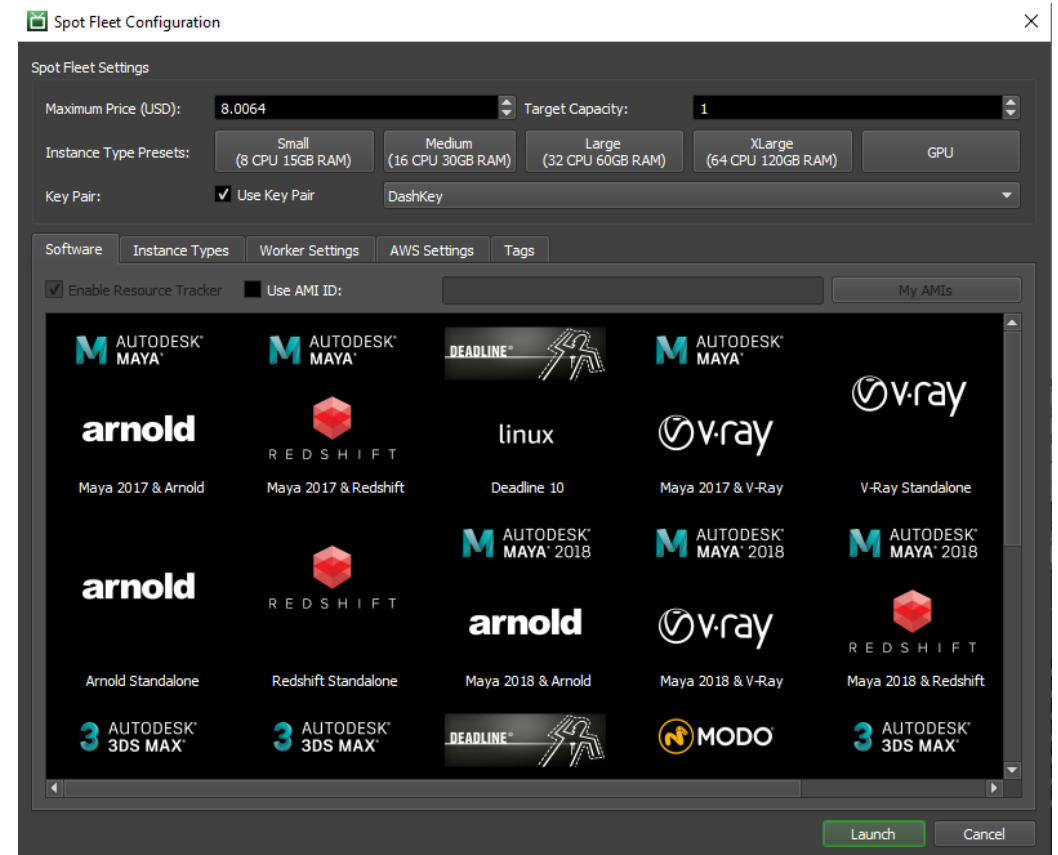 Spot Fleet Configuration
Spot Fleet Settings
Maximum Price (USD): 8.0064 Target Capacity: 1
Instance Type Presets: Small (8 CPU 15GB RAM) Medium (16 CPU 30GB RAM) Large (32 CPU 60GB RAM) XLarge (64 CPU 120GB RAM) GPU
Key Pair: Use Key Pair DashKey
Software Instance Types Worker Settings AWS Settings Tags
Enable Resource Tracker Use AMI ID: My AMIs
AUTODESK® MAYA® AUTODESK® MAYA® DEADLINE® AUTODESK® MAYA®
arnold REDSHIFT linux v·ray v·ray
Maya 2017 & Arnold Maya 2017 & Redshift Deadline 10 Maya 2017 & V-Ray V-Ray Standalone
AUTODESK® MAYA® 2018 AUTODESK® MAYA® 2018 AUTODESK® MAYA® 2018
arnold REDSHIFT arnold v·ray REDSHIFT
Arnold Standalone Redshift Standalone Maya 2018 & Arnold Maya 2018 & V-Ray Maya 2018 & Redshift
3 AUTODESK® 3DS MAX® 3 AUTODESK® 3DS MAX® DEADLINE® MODO® 3 AUTODESK® 3DS MAX®
Launch Cancel